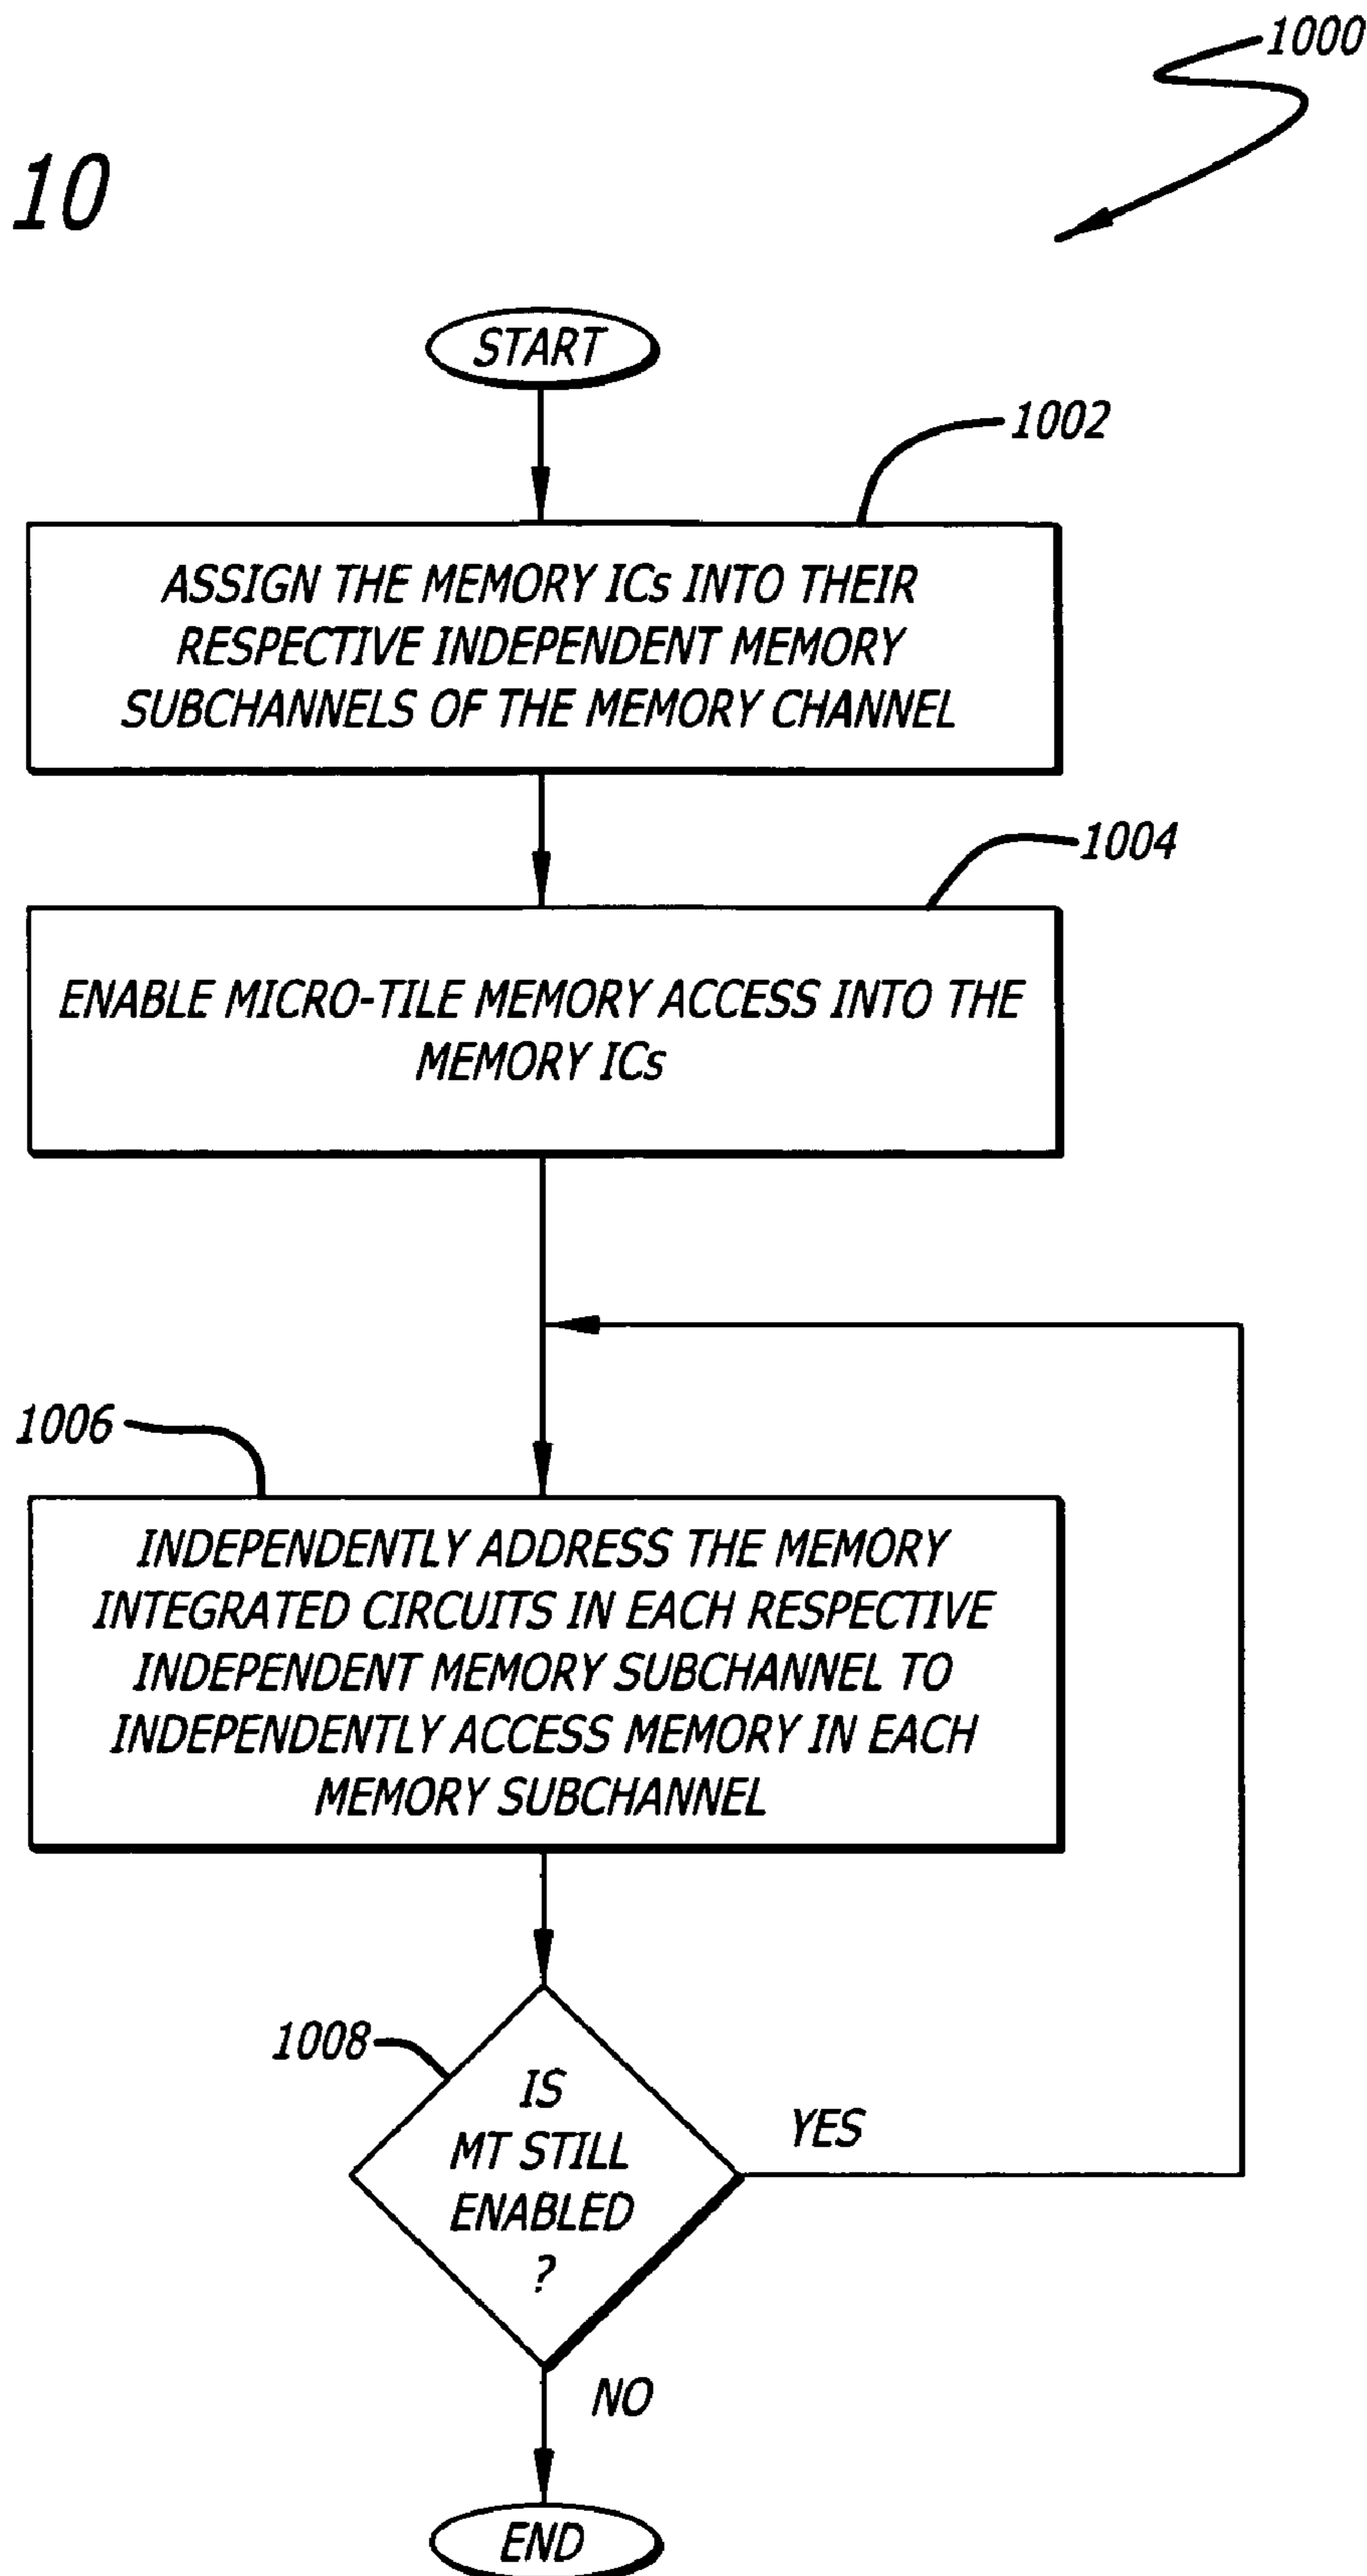 1000
10
START
1002
ASSIGN THE MEMORY ICs INTO THEIR
RESPECTIVE INDEPENDENT MEMORY
SUBCHANNELS OF THE MEMORY CHANNEL
1004
ENABLE MICRO-TILE MEMORY ACCESS INTO THE
MEMORY ICs
1006
INDEPENDENTLY ADDRESS THE MEMORY
INTEGRATED CIRCUITS IN EACH RESPECTIVE
INDEPENDENT MEMORY SUBCHANNEL TO
INDEPENDENTLY ACCESS MEMORY IN EACH
MEMORY SUBCHANNEL
1008
IS
MT STILL
ENABLED
?
YES
NO
END